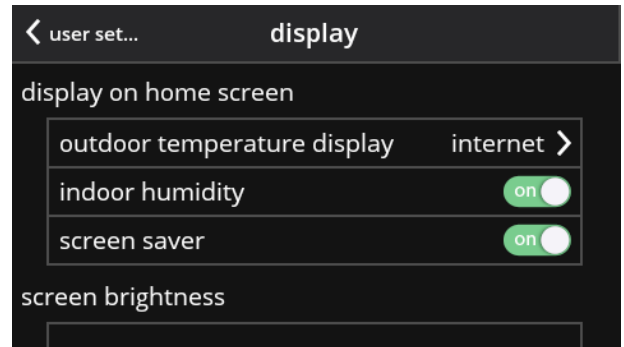 user set... display
display on home screen
outdoor temperature display internet
indoor humidity on
screen saver on
screen brightness